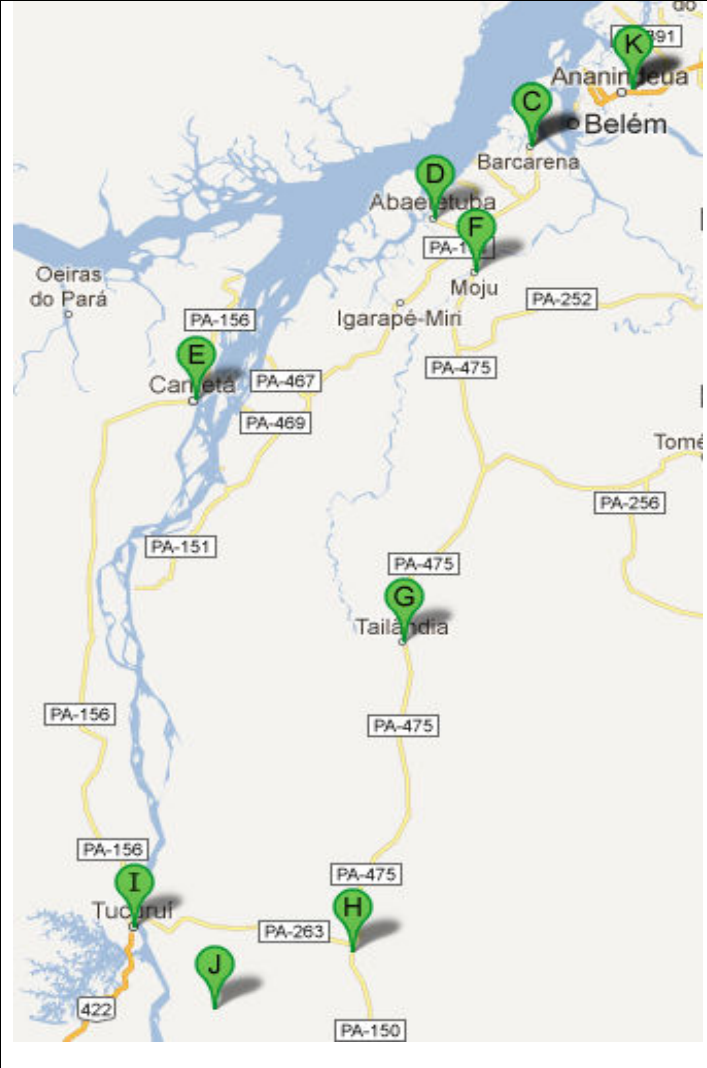 do
391
K
Ananindeua
C
Belém
Barcarena
D
Abaetetuba
F
Oeiras
do Pará
Moju
PA-252
Igarapé-Miri
PA-156
E
PA-475
Cametá
PA-467
PA-469
Tomé
PA-256
PA-151
PA-475
G
Tailândia
PA-156
PA-475
PA-156
PA-475
I
H
Tucuruí
PA-263
J
422
PA-150